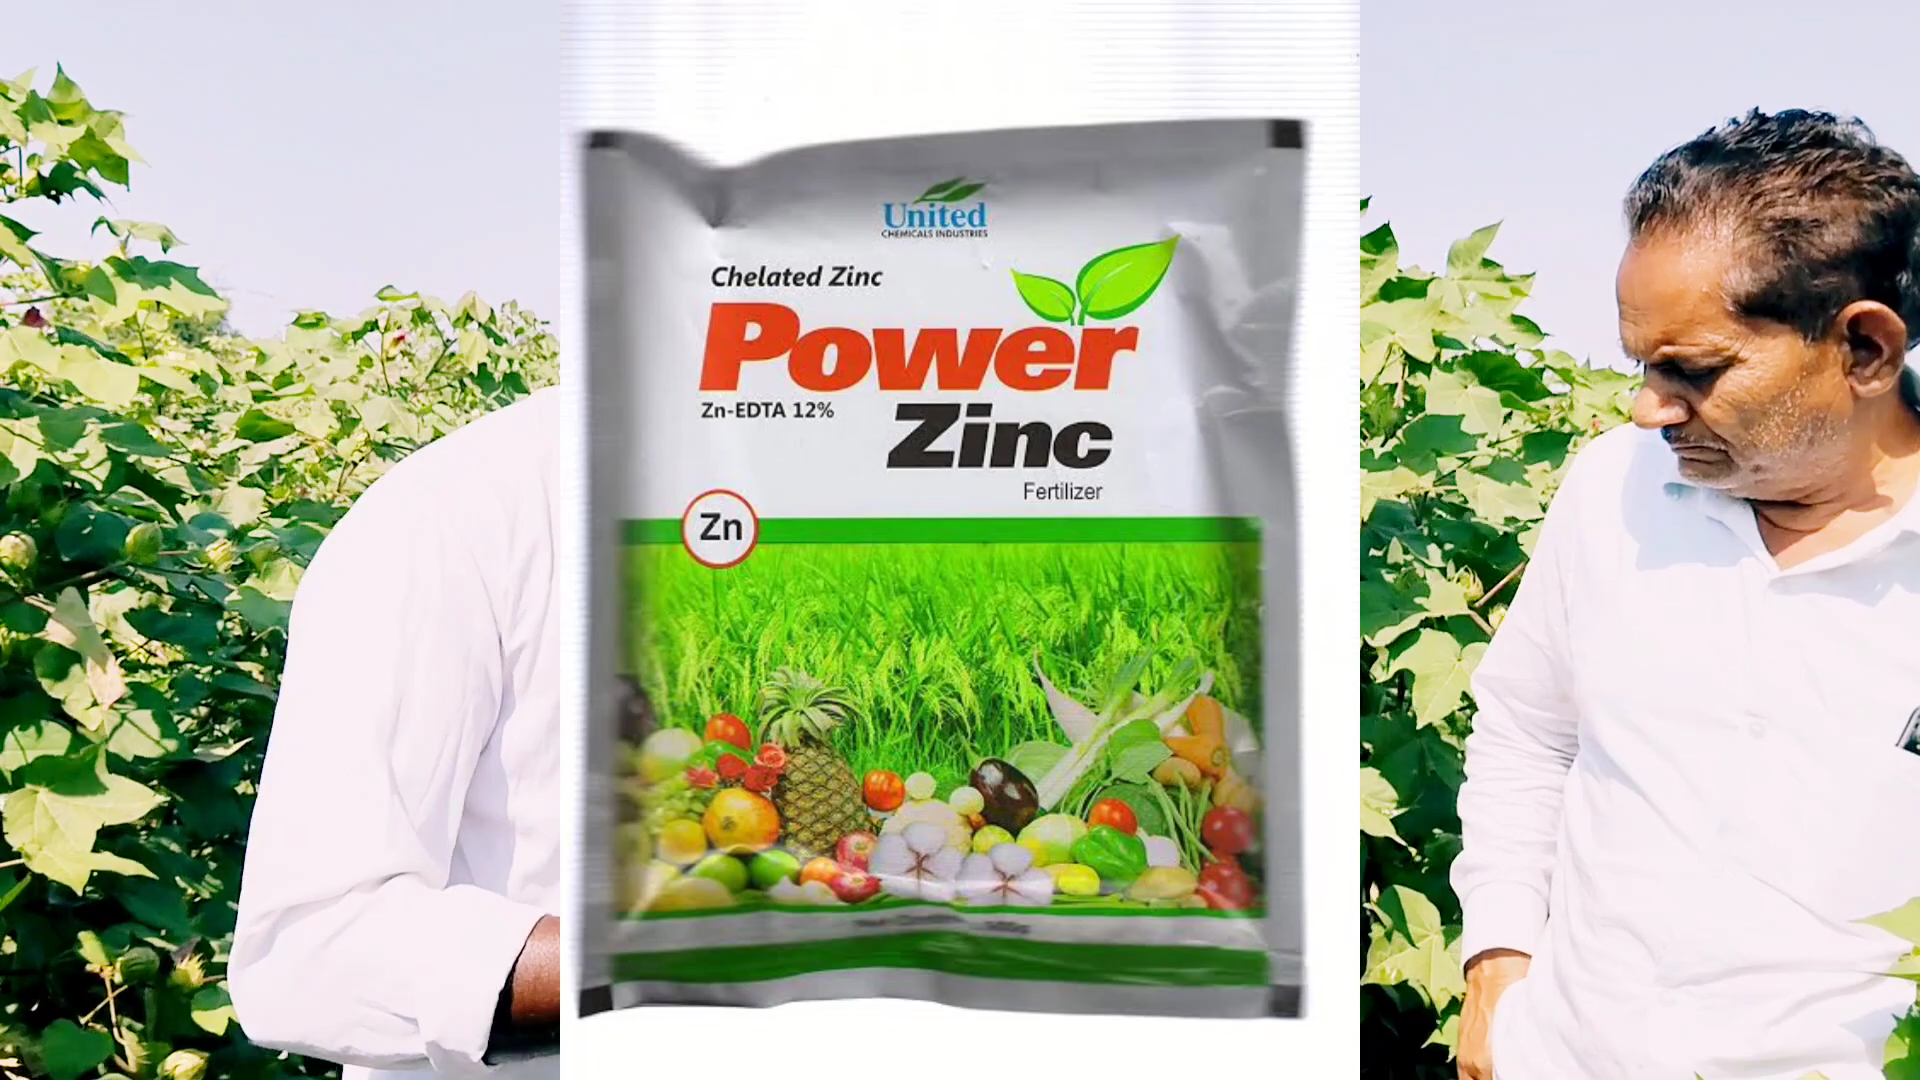 United
CHEMICALS INDUSTRIES
Chelated Zinc
Power
Zn-EDTA 12%
Zinc
Fertilizer
Zn